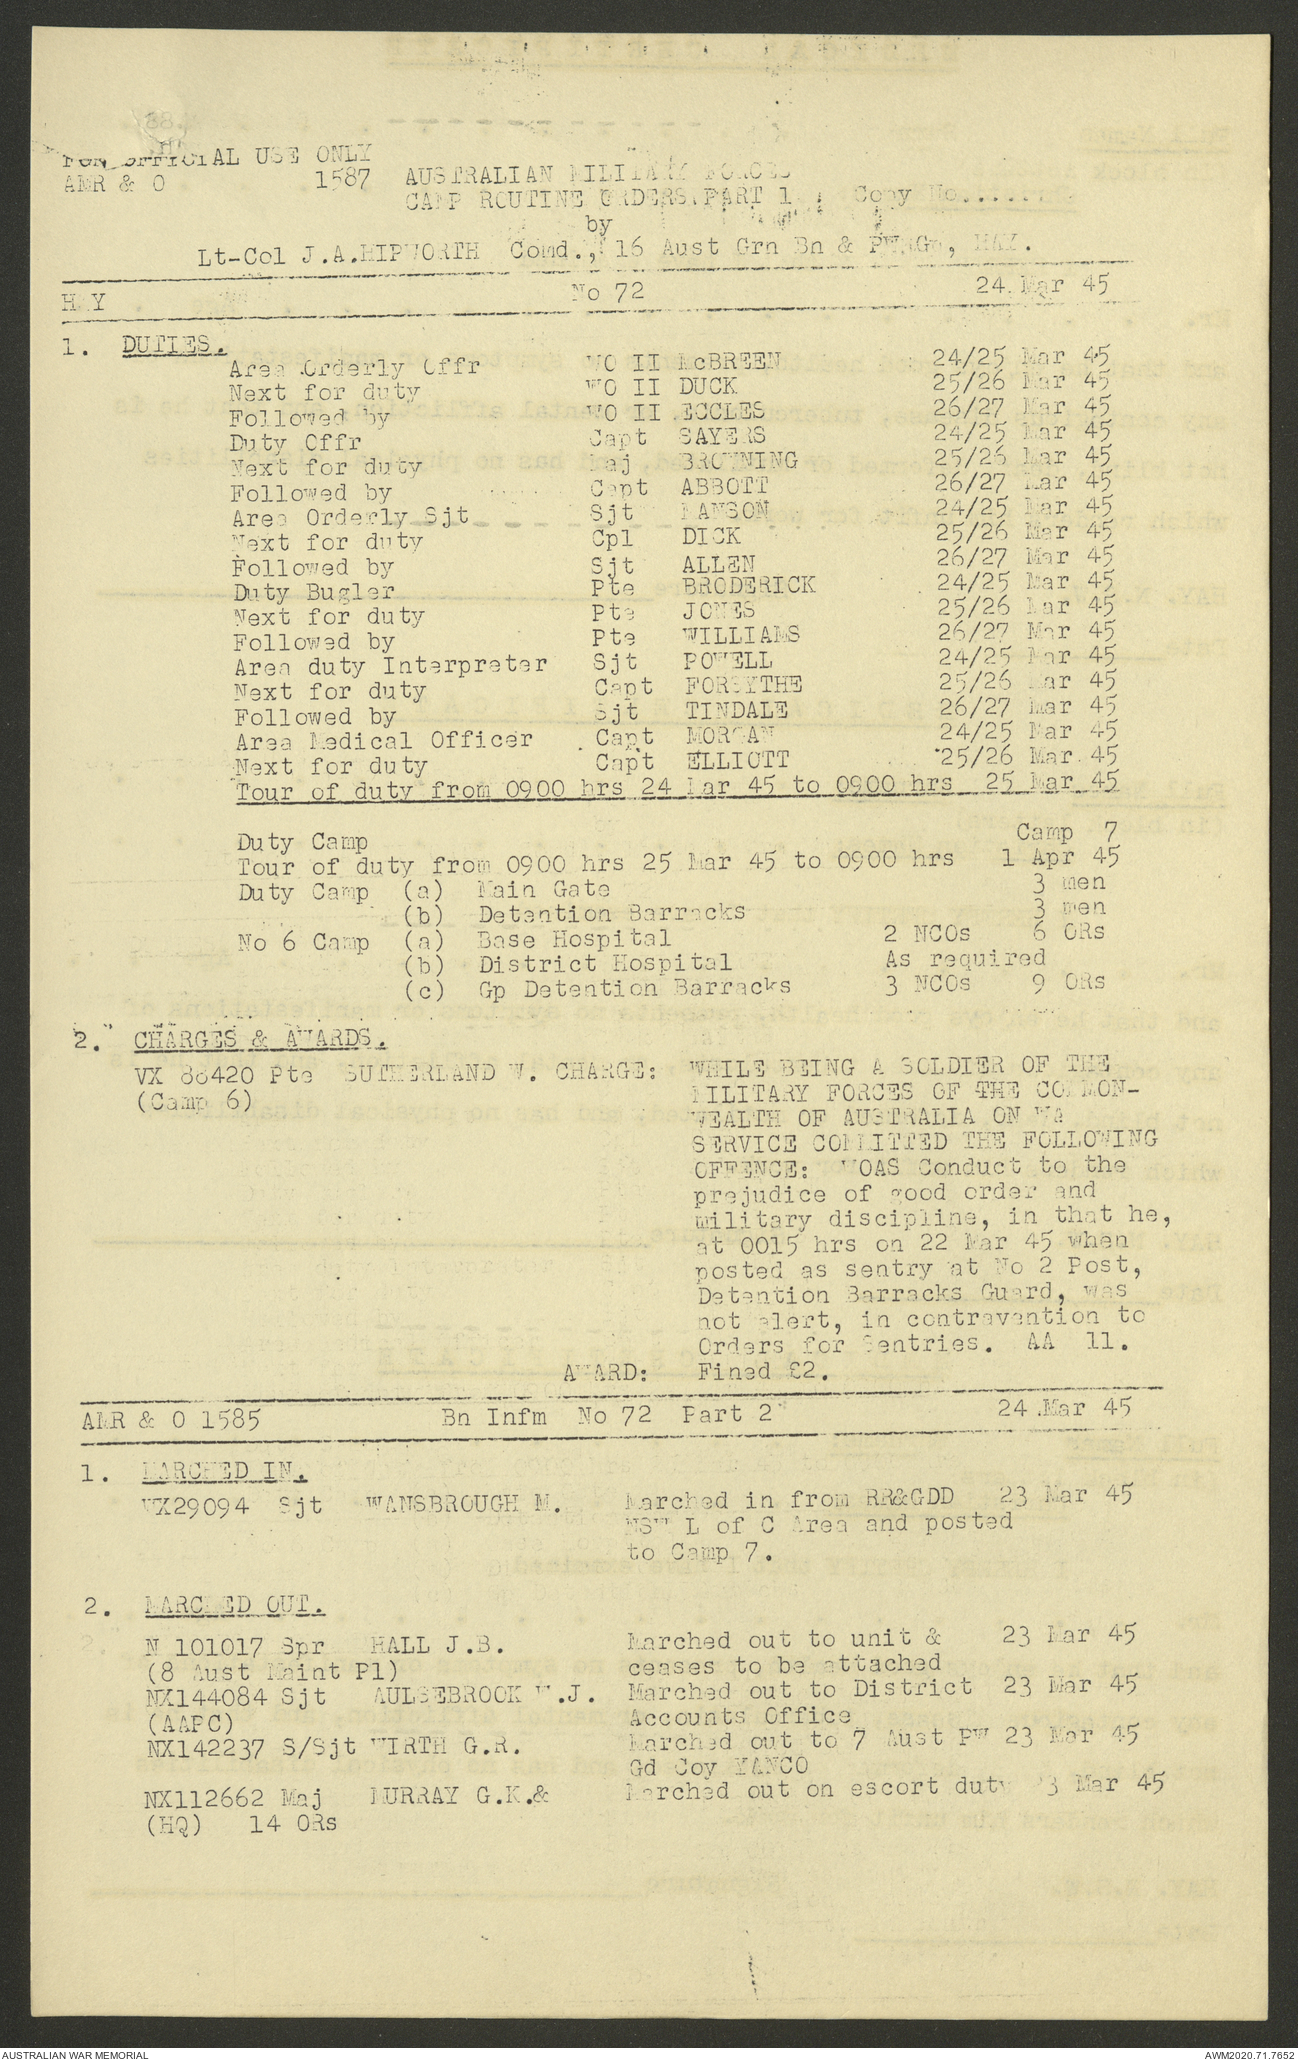 FOR OFFICIAL USE ONLY
AMR & O 1587 AUSTRALIAN MILITARY FORCES
CAMP ROUTINE ORDERS.PART 1 . Copy No.......
by
Lt-Col J.A.HIPWORTH Comd., 16 Aust Grn Bn & PW&IGp, HAY.
HAY No 72 24 Mar 45
1. DUTIES.
Area Orderly Offr WO II McBREEN 24/25 Mar 45
Next for duty WO II DUCK 25/26 Mar 45
Followed by WO II ECCLES 26/27 Mar 45
Duty Offr Capt SAYERS 24/25 Mar 45
Next for duty Maj BROWNING 25/26 Mar 45
Followed by Capt ABBOTT 26/27 Mar 45
Area Orderly Sjt Sjt MANSON 24/25 Mar 45
Next for duty Cpl DICK 25/26 Mar 45
Followed by Sjt ALLEN 26/27 Mar 45
Duty Bugler Pte BRODERICK 24/25 Mar 45
Next for duty Pte JONES 25/26 Mar 45
Followed by Pte WILLIAMS 26/27 Mar 45
Area duty Interpreter Sjt POWELL 24/25 Mar 45
Next for duty Capt FORSYTHE 25/26 Mar 45
Followed by Sjt TINDALE 26/27 Mar 45
Area Medical Officer Capt MORGAN 24/25 Mar 45
Next for duty Capt ELLIOTT 25/26 Mar 45
Tour of duty from 0900 hrs 24 Mar 45 to 0900 hrs 25 Mar 45
Duty Camp Camp 7
Tour of duty from 0900 hrs 25 Mar 45 to 0900 hrs 1 Apr 45
Duty Camp (a) Main Gate 3 men
(b) Detention Barracks 3 men
No 6 Camp (a) Base Hospital 2 NCOs 6 ORs
(b) District Hospital As required
(c) Gp Detention Barracks 3 NCOs 9 ORs
2. CHARGES & AWARDS.
VX 86420 Pte SUTHERLAND W. CHARGE: WHILE BEING A SOLDIER OF THE
(Camp 6) MILITARY FORCES OF THE COMMON-
WEALTH OF AUSTRALIA ON WA
SERVICE COMMITTED THE FOLLOWING
OFFENCE: WOAS Conduct to the
prejudice of good order and
military discipline, in that he,
at 0015 hrs on 22 Mar 45 when
posted as sentry at No 2 Post,
Detention Barracks Guard, was
not alert, in contravention to
Orders for Sentries. AA 11.
AWARD: Fined £2.
AMR & O 1585 Bn Infm No 72 Part 2 24 Mar 45
1. MARCHED IN.
VX29094 Sjt WANSBROUGH M. Marched in from RR&GDD 23 Mar 45
NSW L of C Area and posted
to Camp 7.
2. MARCHED OUT.
N 101017 Spr HALL J.B. Marched out to unit & 23 Mar 45
(8 Aust Maint Pl) ceases to be attached
NX144084 Sjt AULSEBROOK W.J. Marched out to District 23 Mar 45
(AAPC) Accounts Office
NX142237 S/Sjt WIRTH G.R. Marched out to 7 Aust PW 23 Mar 45
Gd Coy YANCO
NX112662 Maj MURRAY G.K.& Marched out on escort duty 23 Mar 45
(HQ) 14 ORs
AUSTRALIAN WAR MEMORIAL AWM2020.71.7652